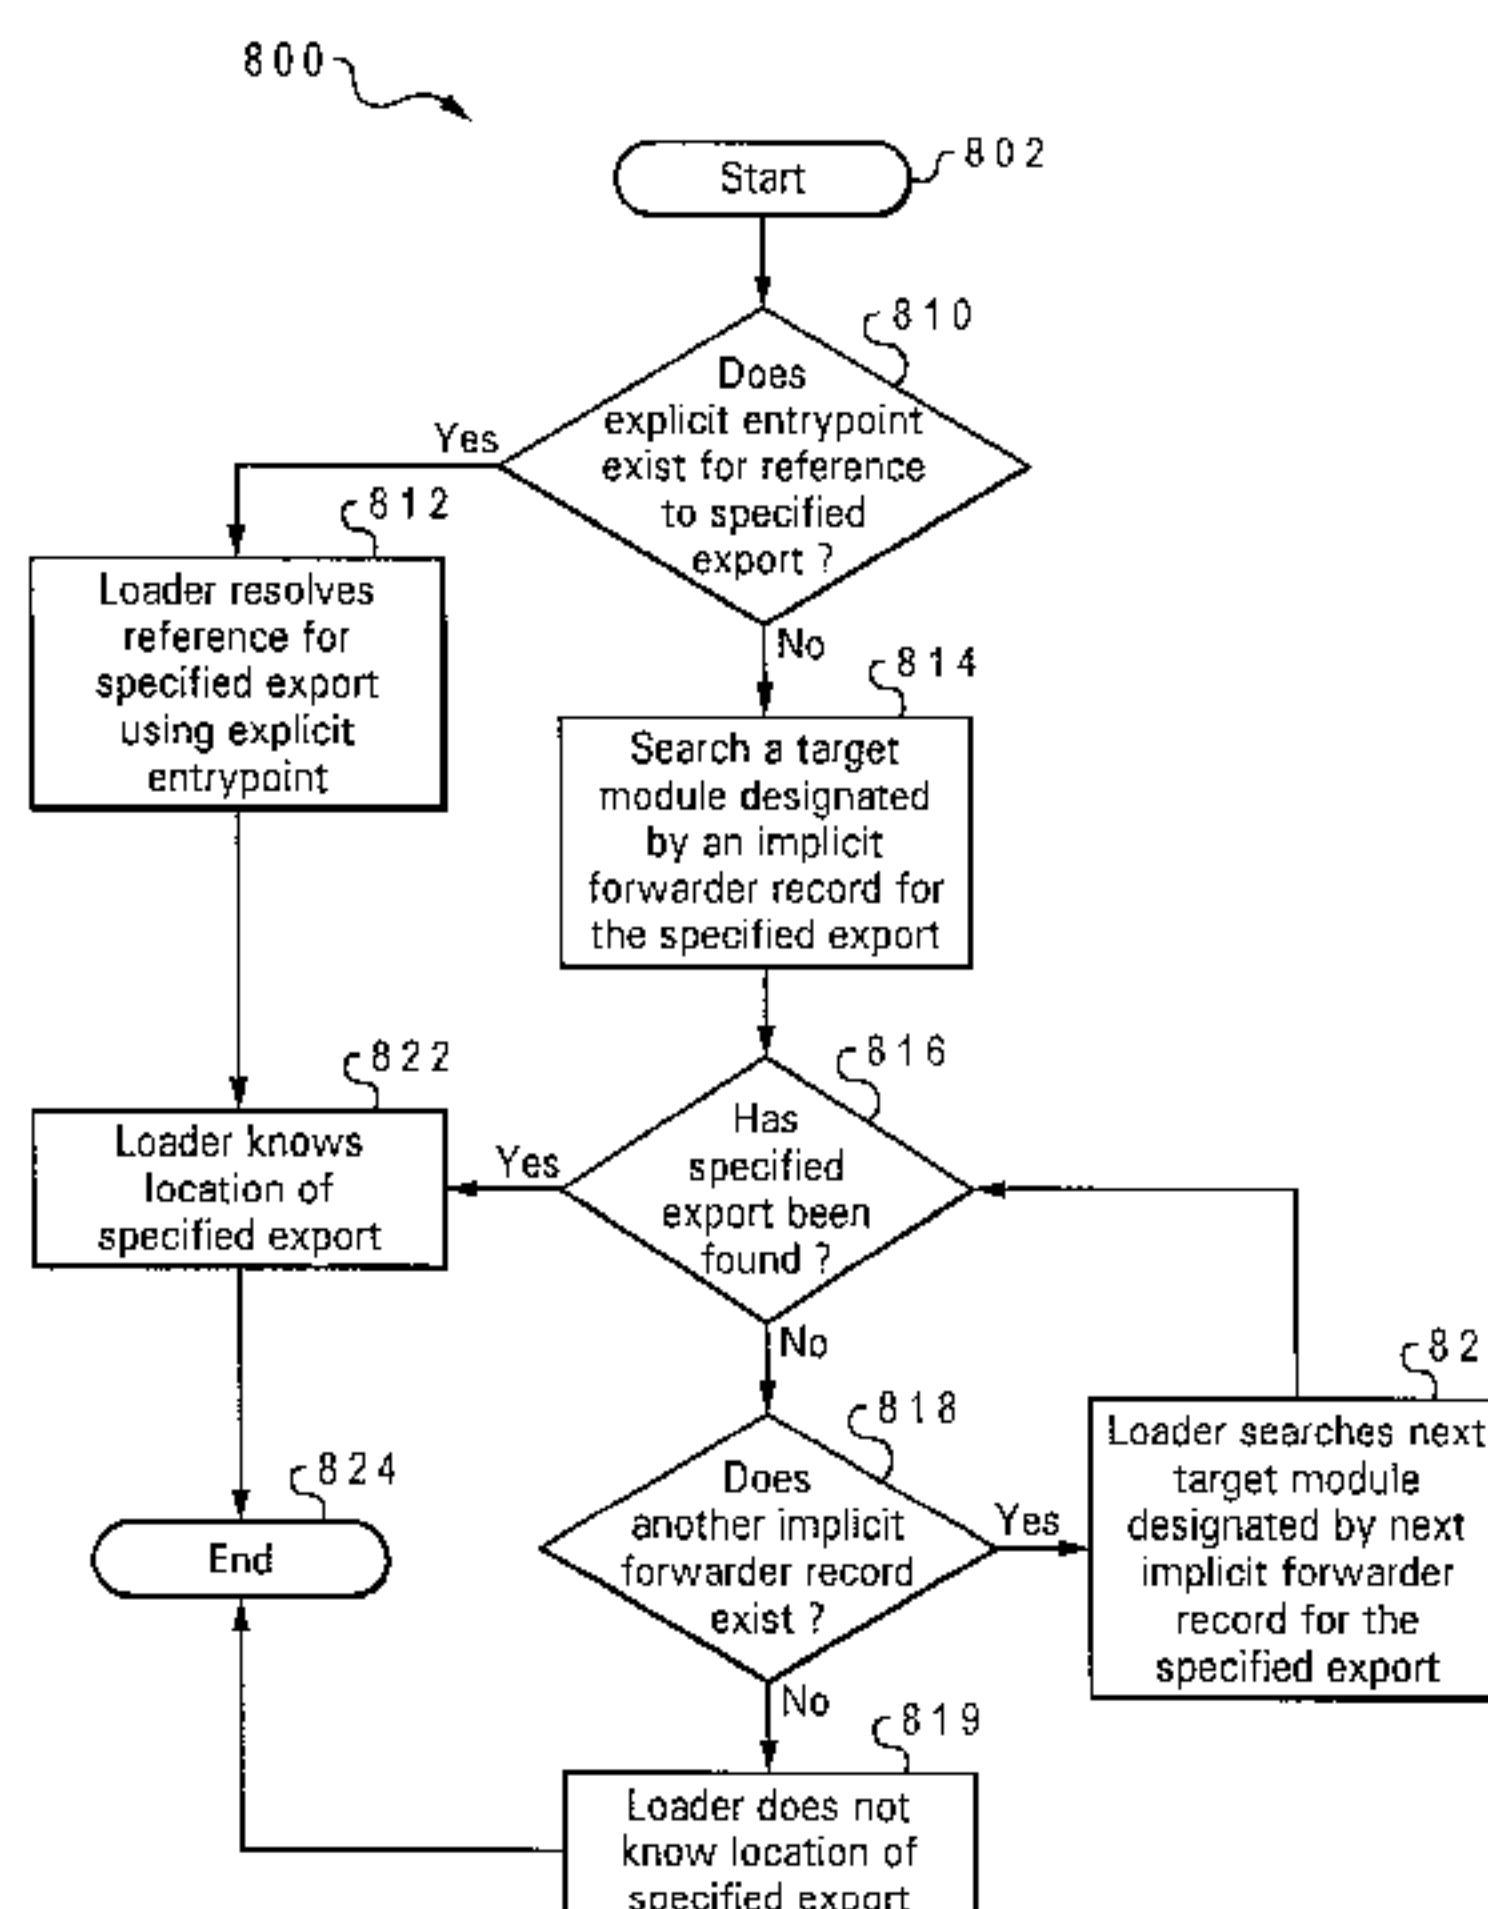 800
Start
802
810
Does
explicit entrypoint
exist for reference
to specified
export ?
Yes
No
812
Loader resolves
reference for
specified export
using explicit
entrypoint
814
Search a target
module designated
by an implicit
forwarder record for
the specified export
816
Has
specified
export been
found ?
Yes
No
822
Loader knows
location of
specified export
818
Does
another implicit
forwarder record
exist ?
Yes
No
82
Loader searches next
target module
designated by next
implicit forwarder
record for the
specified export
824
End
819
Loader does not
know location of
specified export